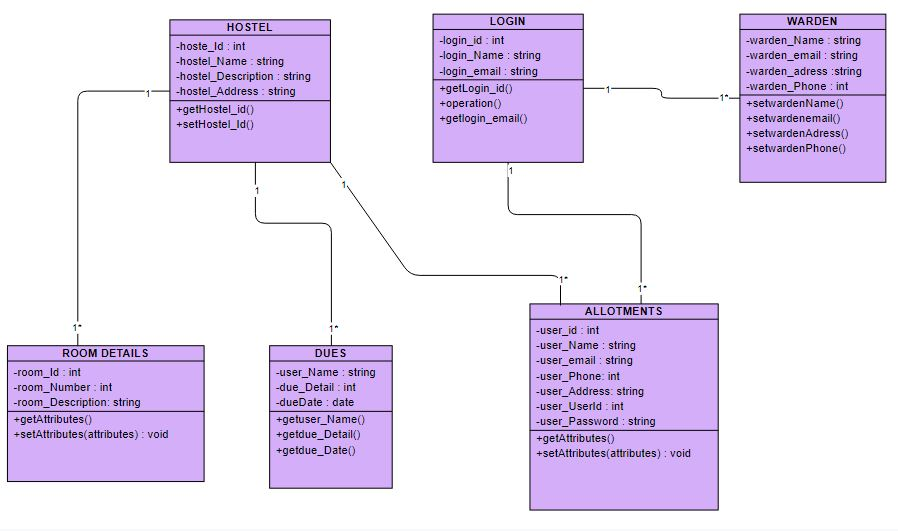 HOSTEL
-hoste_Id : int
-hostel_Name : string
-hostel_Description : string
-hostel_Address : string
+getHostel_id()
+setHostel_Id()
LOGIN
-login_id : int
-login_Name : string
-login_email : string
+getLogin_id()
+operation()
+getlogin_email()
WARDEN
-warden_Name : string
-warden_email : string
-warden_adress :string
-warden_Phone : int
+setwardenName()
+setwardenemail()
+setwardenAdress()
+setwardenPhone()
1
1
1*
1
1
1
1*
1*
1*
1*
ROOM DETAILS
-room_Id : int
-room_Number : int
-room_Description: string
+getAttributes()
+setAttributes(attributes) : void
DUES
-user_Name : string
-due_Detail : int
-dueDate : date
+getuser_Name()
+getdue_Detail()
+getdue_Date()
ALLOTMENTS
-user_id : int
-user_Name : string
-user_email : string
-user_Phone: int
-user_Address: string
-user_UserId : int
-user_Password : string
+getAttributes()
+setAttributes(attributes) : void